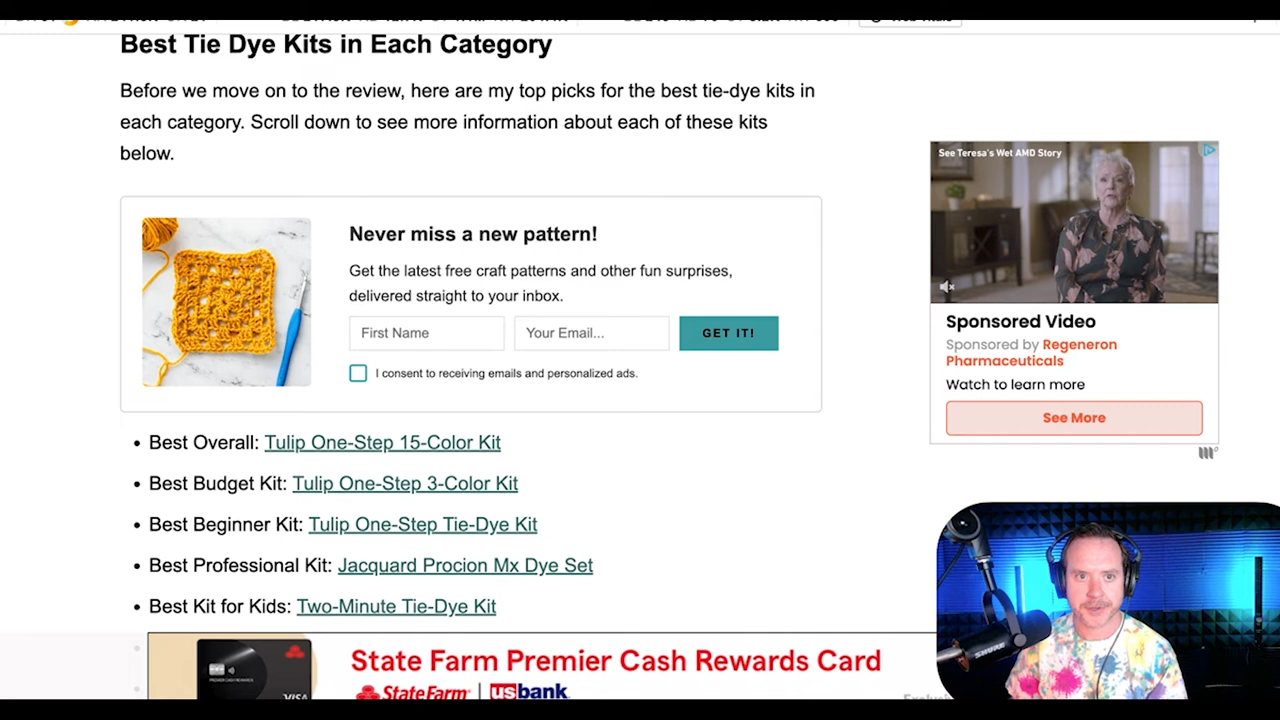 Best Tie Dye Kits in Each Category
Before we move on to the review, here are my top picks for the best tie-dye kits in
each category. Scroll down to see more information about each of these kits
below.
Never miss a new pattern!
Get the latest free craft patterns and other fun surprises,
delivered straight to your inbox.
First Name
Your Email...
GET IT!
I consent to receiving emails and personalized ads.
• Best Overall: Tulip One-Step 15-Color Kit
• Best Budget Kit: Tulip One-Step 3-Color Kit
• Best Beginner Kit: Tulip One-Step Tie-Dye Kit
• Best Professional Kit: Jacquard Procion Mx Dye Set
• Best Kit for Kids: Two-Minute Tie-Dye Kit
See Teresa's Wet AMD Story
Sponsored Video
Sponsored by Regeneron
Pharmaceuticals
Watch to learn more
See More
SHURE
State Farm Premier Cash Rewards Card
StateFarm | usbank
VISA